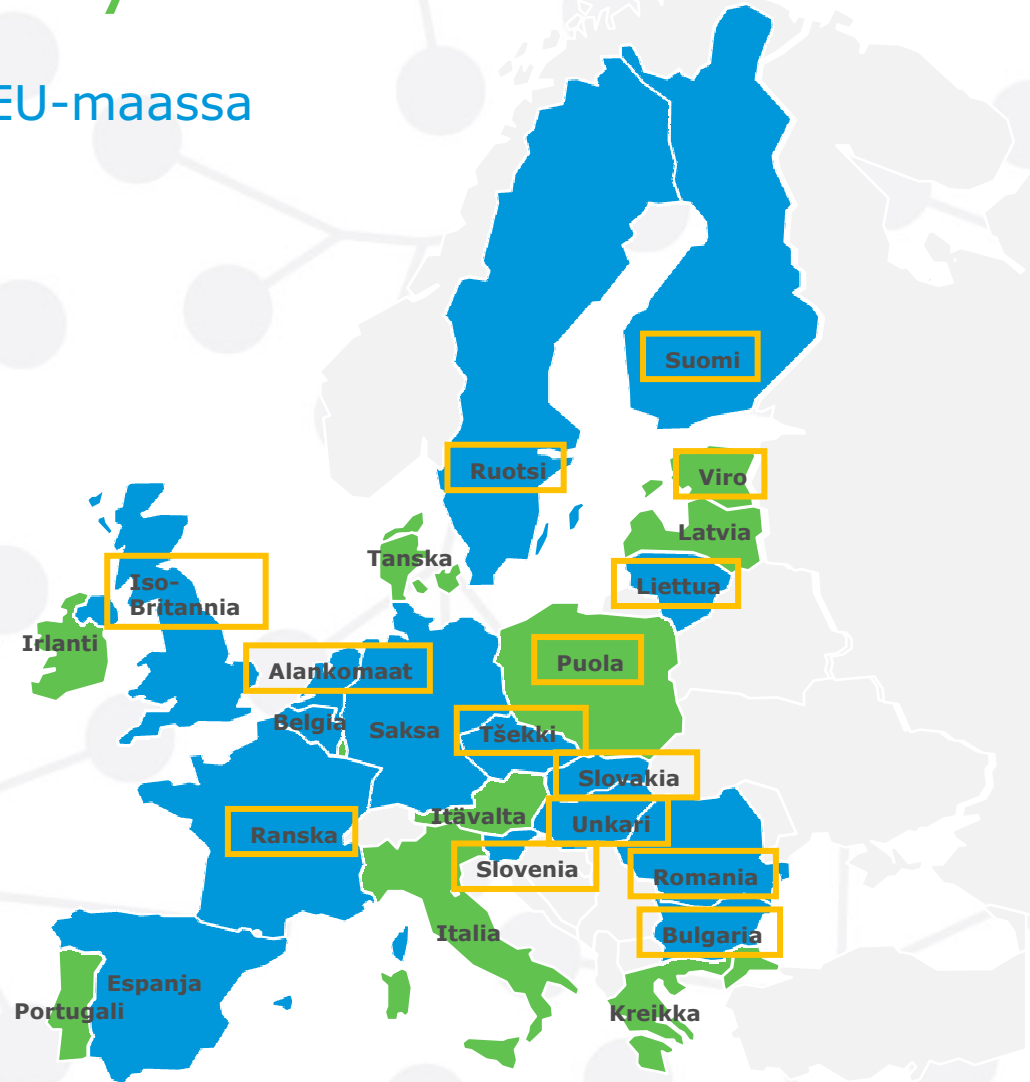 EU-maassa
Suomi
Ruotsi
Viro
Latvia
Tanska
Liettua
Iso-
Britannia
Irlanti
Puola
Alankomaat
Belgia
Saksa
Tšekki
Slovakia
Itävalta
Unkari
Ranska
Slovenia
Romania
Italia
Bulgaria
Espanja
Portugali
Kreikka